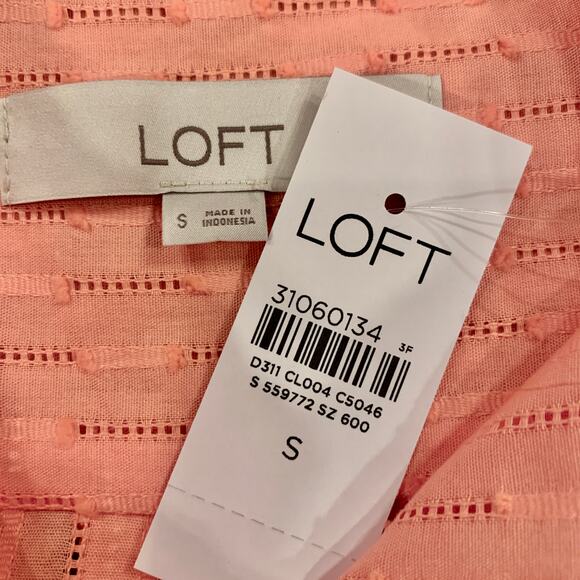 LOFT
S
MADE IN
INDONESIA
LOFT
31060134
3F
D311 CL004 C5046
S 559772 SZ 600
S